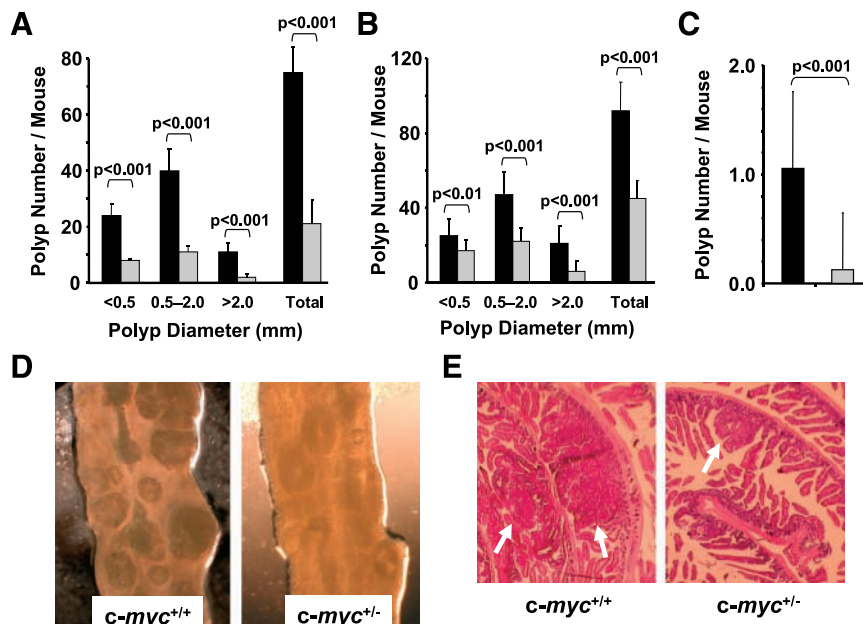 A
Polyp Number / Mouse
80
60
40
20
0
p<0.001
p<0.001
p<0.001
p<0.001
<0.5
0.5–2.0
>2.0
Total
Polyp Diameter (mm)
B
Polyp Number / Mouse
120
80
40
0
p<0.01
p<0.001
p<0.001
p<0.001
<0.5
0.5–2.0
>2.0
Total
Polyp Diameter (mm)
C
Polyp Number / Mouse
2.0
1.0
0.0
p<0.001
D
c-myc+/+
c-myc+/-
E
c-myc+/+
c-myc+/-